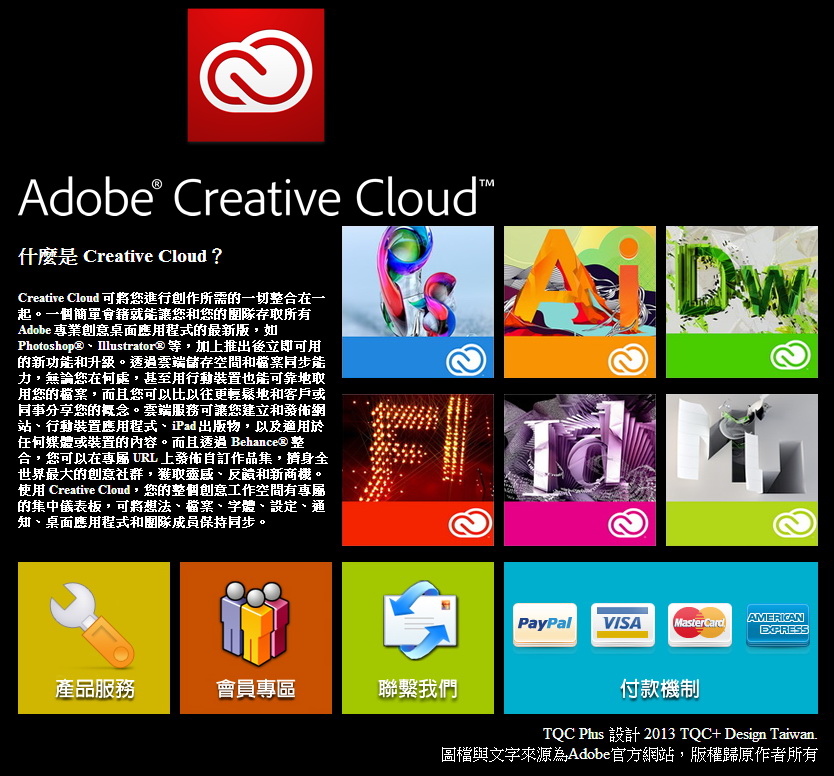 Adobe® Creative Cloud™
什麼是 Creative Cloud？
Creative Cloud 可將您進行創作所需的一切整合在一
起。一個簡單會籍就能讓您和您的團隊存取所有
Adobe 專業創意桌面應用程式的最新版，如
Photoshop®、Illustrator® 等，加上推出後立即可用
的新功能和升級。透過雲端儲存空間和檔案同步能
力，無論您在何處，甚至用行動裝置也能可靠地取
用您的檔案，而且您可以比以往更輕鬆地和客戶或
同事分享您的概念。雲端服務可讓您建立和發佈網
站、行動裝置應用程式、iPad 出版物，以及適用於
任何媒體或裝置的內容。而且透過 Behance® 整
合，您可以在專屬 URL 上發佈自訂作品集，擠身全
世界最大的創意社群，獲取靈感、反饋和新商機。
使用 Creative Cloud，您的整個創意工作空間有專屬
的集中儀表板，可將想法、檔案、字體、設定、通
知、桌面應用程式和團隊成員保持同步。
Ps
Ai
Dw
Fl
Id
Mu
產品服務
會員專區
聯繫我們
PayPal
VISA
MasterCard
AMERICAN
EXPRESS
付款機制
TQC Plus 設計 2013 TQC+ Design Taiwan.
圖檔與文字來源為Adobe官方網站，版權歸原作者所有